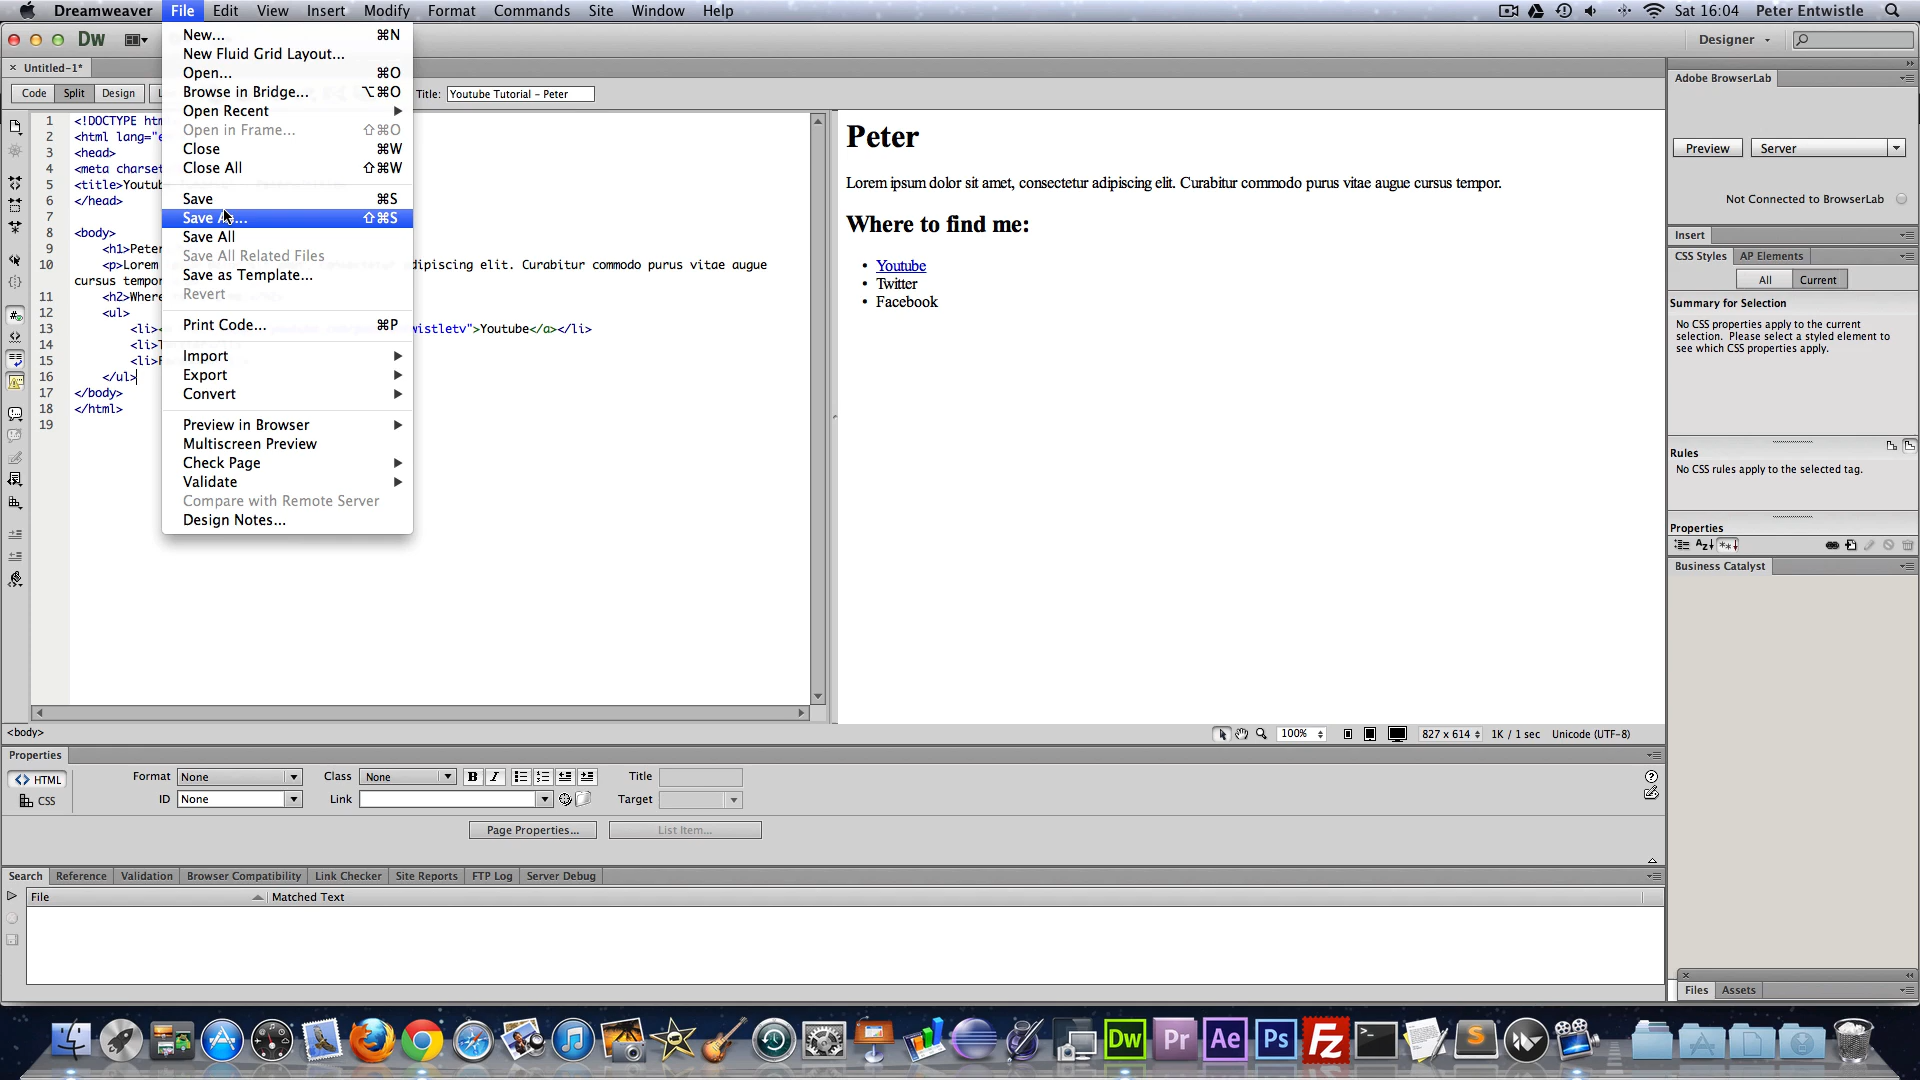 Dreamweaver File Edit View Insert Modify Format Commands Site Window Help Sat 16:04 Peter Entwistle
Dw Designer
Untitled-1*
Code Split Design Title: Youtube Tutorial - Peter
New... ⌘N
New Fluid Grid Layout...
Open... ⌘O
Browse in Bridge... ⌥⌘O
Open Recent
Open in Frame... ⇧⌘O
Close ⌘W
Close All ⇧⌘W
Save ⌘S
Save ⇧⌘S
Save All
Save All Related Files
Save as Template...
Revert
Print Code... ⌘P
Import
Export
Convert
Preview in Browser
Multiscreen Preview
Check Page
Validate
Compare with Remote Server
Design Notes...
1 <!DOCTYPE
2 <html lang="
3 <head>
4 <meta charset
5 <title>Youtub
6 </head>
7
8 <body>
9 <h1>Peter
10 <p>Lorem dipiscing elit. Curabitur commodo purus vitae augue
cursus tempor
11 <h2>Where
12 <ul>
13 <li> wistletv">Youtube</a></li>
14 <li>
15 <li>
16 </ul>
17 </body>
18 </html>
19
Peter
Lorem ipsum dolor sit amet, consectetur adipiscing elit. Curabitur commodo purus vitae augue cursus tempor.
Where to find me:
• Youtube
• Twitter
• Facebook
Adobe BrowserLab
Preview Server
Not Connected to BrowserLab
Insert
CSS Styles AP Elements
All Current
Summary for Selection
No CSS properties apply to the current
selection. Please select a styled element to
see which CSS properties apply.
Rules
No CSS rules apply to the selected tag.
Properties
Business Catalyst
Files Assets
<body> 100% 827 x 614 1K / 1 sec Unicode (UTF-8)
Properties
<> HTML Format None Class None B I Title
CSS ID None Link Target
Page Properties... List Item...
Search Reference Validation Browser Compatibility Link Checker Site Reports FTP Log Server Debug
File Matched Text
Dw Pr Ae Ps Fz S